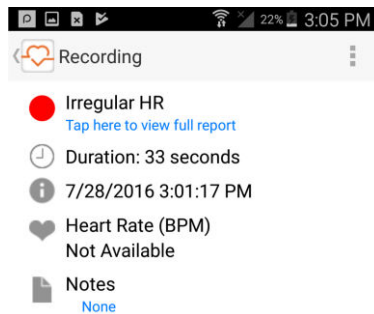 22% 3:05 PM
Recording
Irregular HR
Tap here to view full report
Duration: 33 seconds
7/28/2016 3:01:17 PM
Heart Rate (BPM)
Not Available
Notes
None